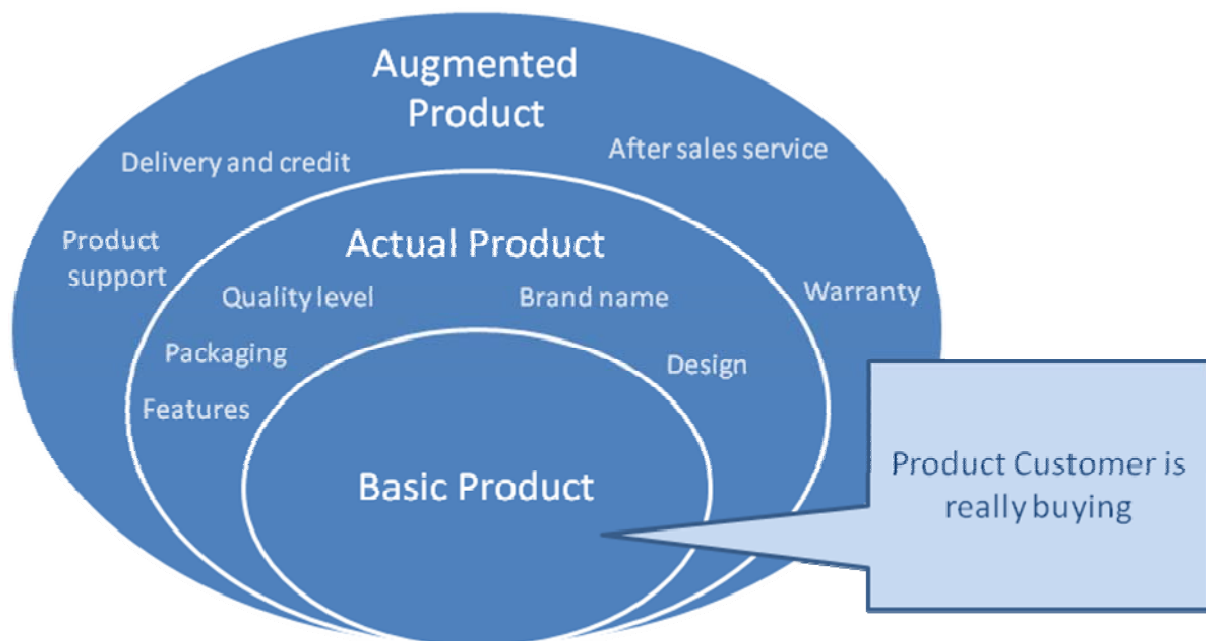 Augmented
Product
Delivery and credit
After sales service
Product
support
Actual Product
Quality level
Brand name
Warranty
Packaging
Design
Features
Basic Product
Product Customer is
really buying